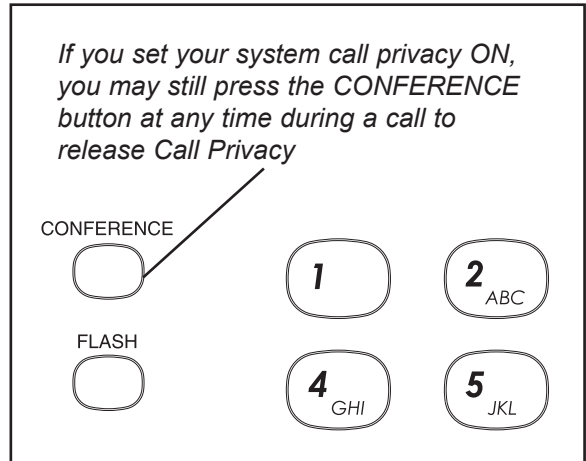 If you set your system call privacy ON,
you may still press the CONFERENCE
button at any time during a call to
release Call Privacy
CONFERENCE
1
2 ABC
FLASH
4 GHI
5 JKL